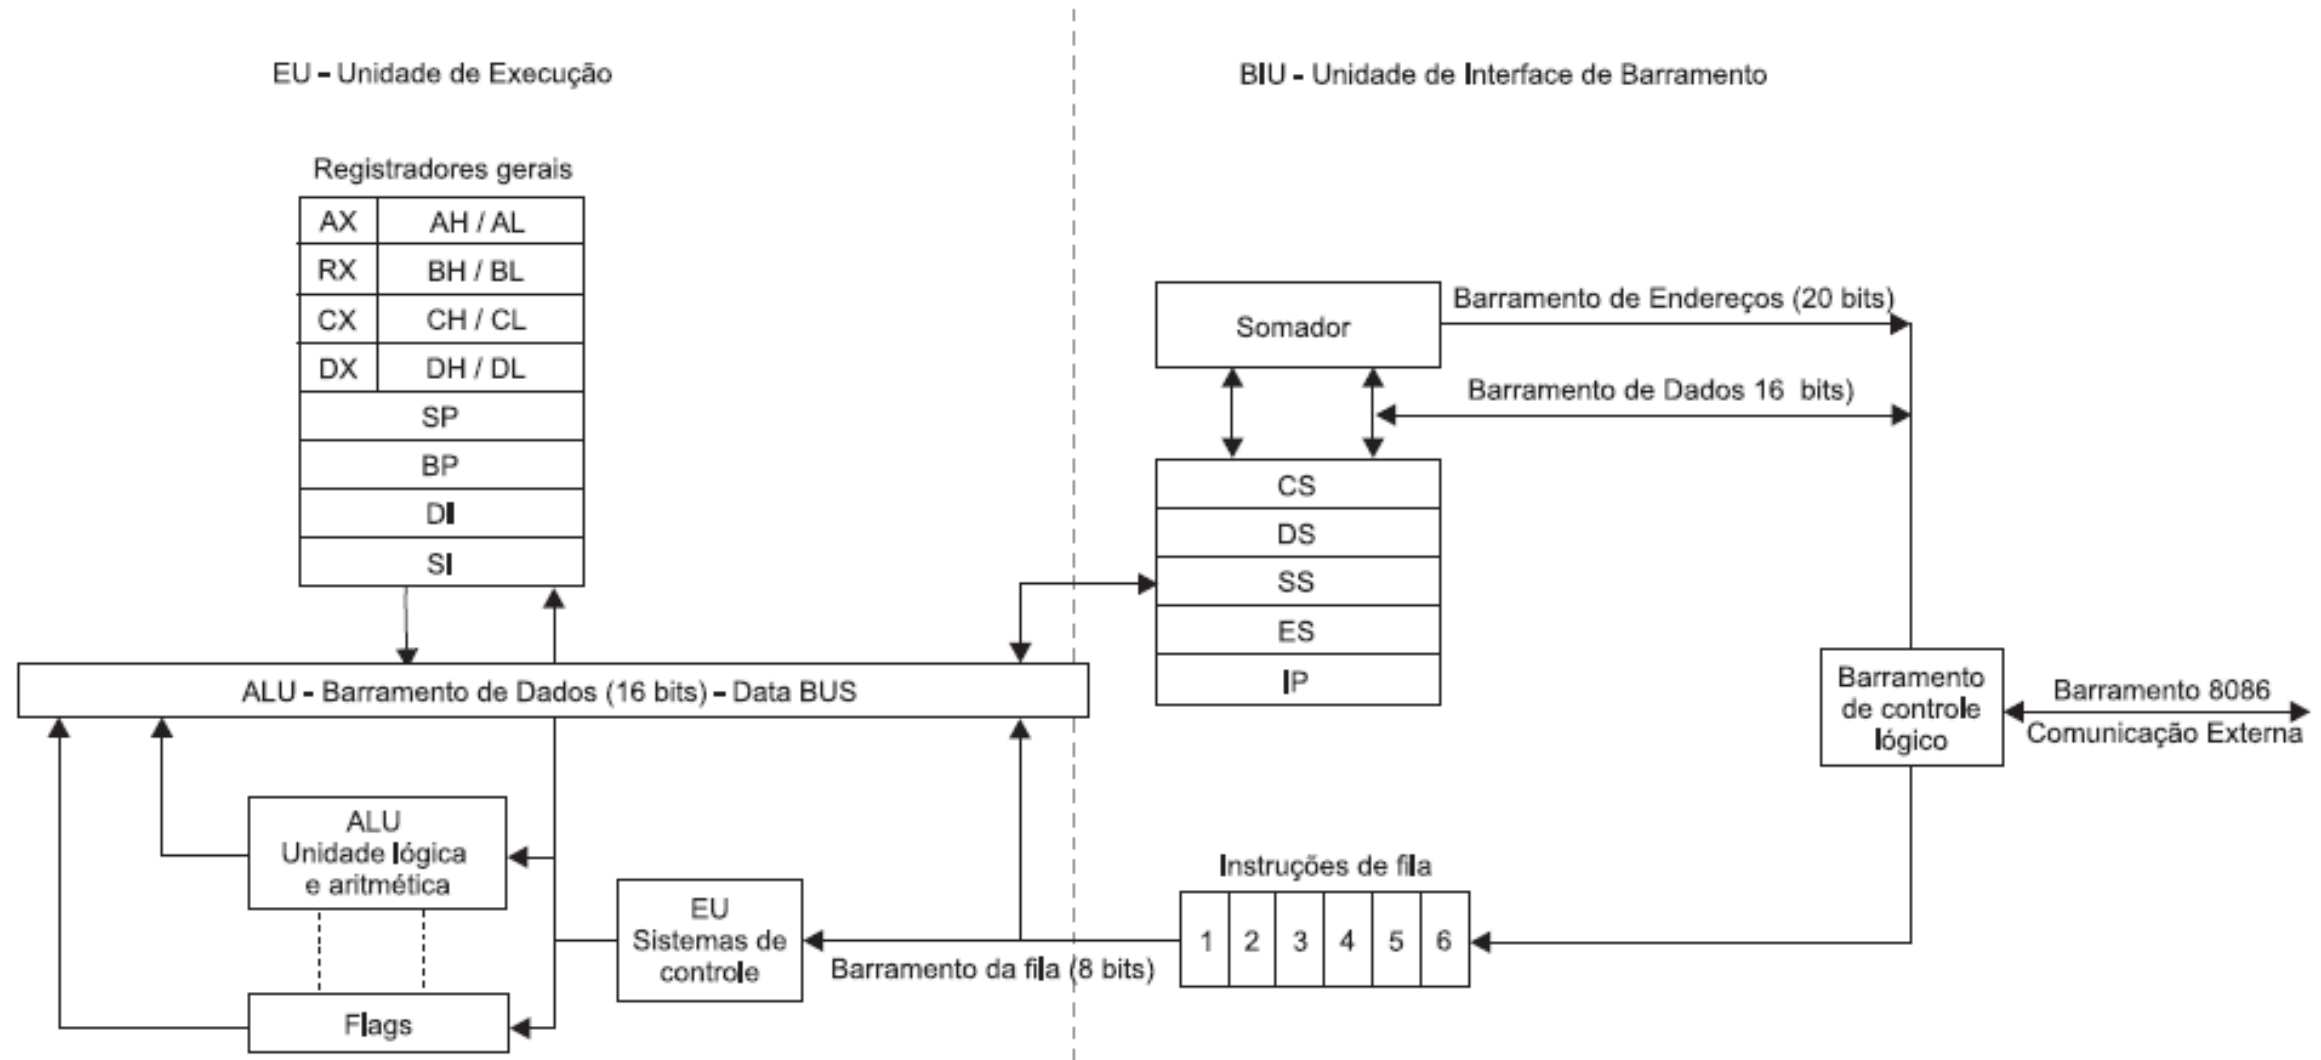 EU - Unidade de Execução
BIU - Unidade de Interface de Barramento
Registradores gerais
AX AH / AL
RX BH / BL
CX CH / CL
DX DH / DL
SP
BP
DI
SI
Somador
Barramento de Endereços (20 bits)
Barramento de Dados 16 bits)
CS
DS
SS
ES
IP
ALU - Barramento de Dados (16 bits) - Data BUS
Barramento
de controle
lógico
Barramento 8086
Comunicação Externa
ALU
Unidade lógica
e aritmética
Flags
EU
Sistemas de
controle
Barramento da fila (8 bits)
Instruções de fila
1 2 3 4 5 6